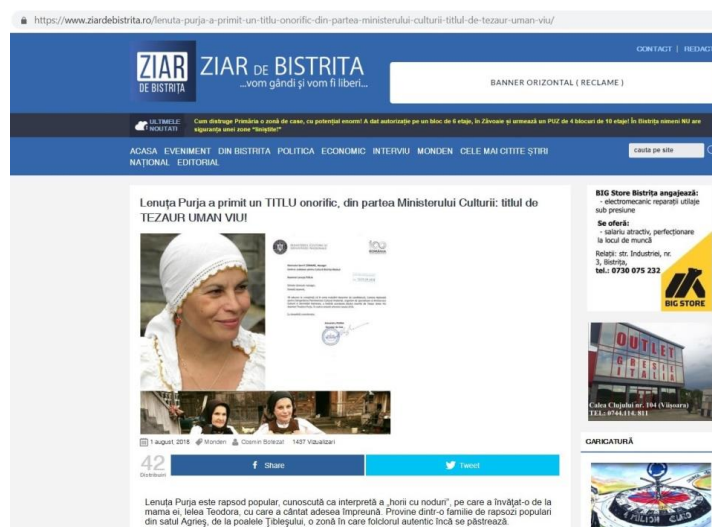 https://www.ziardebistrita.ro/lenuta-purja-a-primit-un-titlu-onorific-din-partea-ministerului-culturii-titlul-de-tezaur-uman-viu/
CONTACT | REDAC
ZIAR
DE BISTRIȚA
ZIAR DE BISTRITA
...vom gândi și vom fi liberi...
BANNER ORIZONTAL ( RECLAME )
ULTIMELE
NOUTATI
Cum distruge Primăria o zonă de case, cu potențial enorm! A dat autorizație pe un bloc de 6 etaje, în Zăvoaie și urmează un PUZ de 4 blocuri de 10 etaje! În Bistrița nimeni NU are
siguranța unei zone "liniștite!"
ACASA EVENIMENT DIN BISTRITA POLITICA ECONOMIC INTERVIU MONDEN CELE MAI CITITE ȘTIRI
NAȚIONAL EDITORIAL
cauta pe site
Lenuța Purja a primit un TITLU onorific, din partea Ministerului Culturii: titlul de
TEZAUR UMAN VIU!
1 august, 2018 Monden Cosmin Botezat 1437 Vizualizari
42
Distribuiri
Share
Tweet
Lenuța Purja este rapsod popular, cunoscută ca interpretă a „horii cu noduri”, pe care a învățat-o de la
mama ei, lelea Teodora, cu care a cântat adesea împreună. Provine dintr-o familie de rapsozi populari
din satul Agrieș, de la poalele Țibleșului, o zonă în care folclorul autentic încă se păstrează.
BIG Store Bistrița angajează:
- electromecanic reparații utilaje
sub presiune
Se oferă:
- salariu atractiv, perfecționare
la locul de muncă
Relații: str. Industriei, nr.
3, Bistrița,
tel.: 0730 075 232
BIG STORE
OUTLET
GRESIE
ITAL
Calea Clujului nr. 104 (Viișoara)
TEL.: 0744.114. 811
CARICATURĂ
4 MILIOH